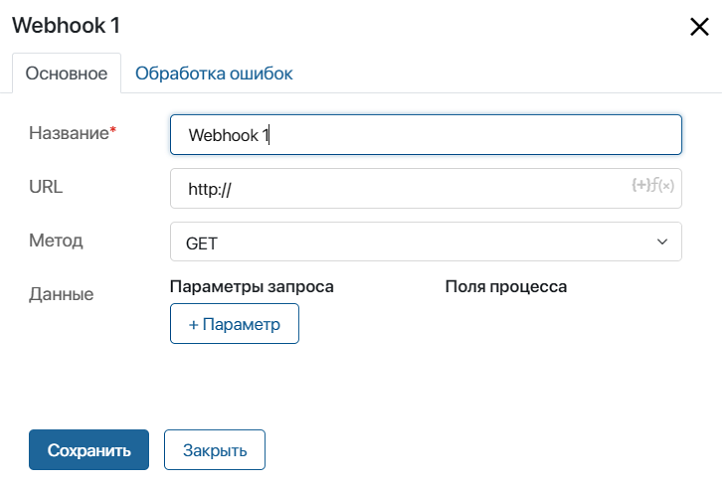 Webhook 1
Основное Обработка ошибок
Название* Webhook 1
URL http:// {+}ƒ(×)
Метод GET
Данные Параметры запроса Поля процесса
+ Параметр
Сохранить Закрыть